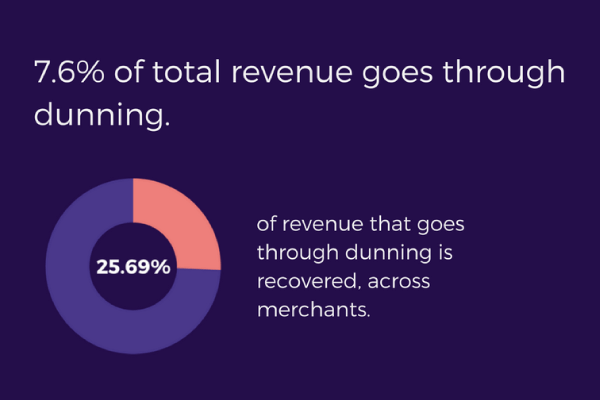 7.6% of total revenue goes through
dunning.
25.69%
of revenue that goes
through dunning is
recovered, across
merchants.